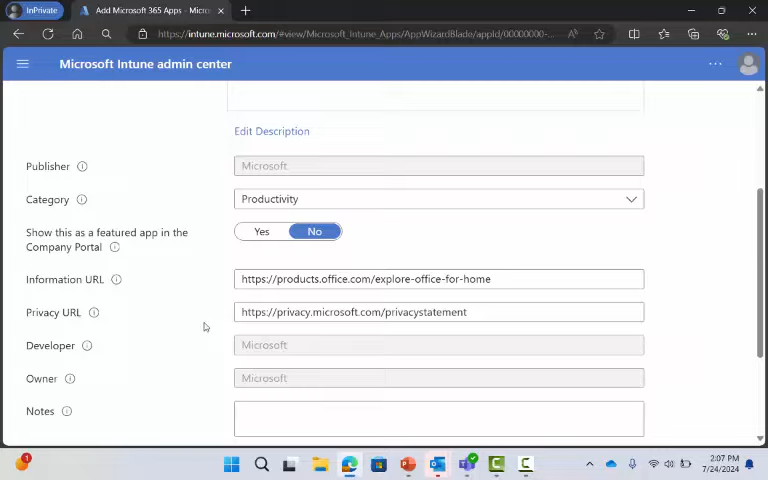 InPrivate
Add Microsoft 365 Apps - Micros
https://intune.microsoft.com/#view/Microsoft_Intune_Apps/AppWizardBlade/appId/00000000-...
Microsoft Intune admin center
Edit Description
Publisher
Microsoft
Category
Productivity
Show this as a featured app in the
Company Portal
Yes
No
Information URL
https://products.office.com/explore-office-for-home
Privacy URL
https://privacy.microsoft.com/privacystatement
Developer
Microsoft
Owner
Microsoft
Notes
1
2:07 PM
7/24/2024